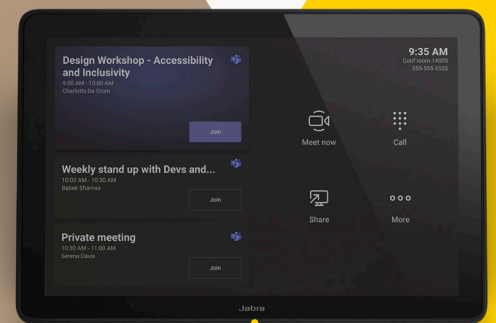 Design Workshop - Accessibility
and Inclusivity
9:00 AM - 10:00 AM
Charlotte De Crum
Join
Weekly stand up with Devs and...
10:00 AM - 10:30 AM
Babek Shamas
Join
Private meeting
10:30 AM - 11:00 AM
Serena Davis
Join
9:35 AM
Conf room 14005
555-555-5555
Meet now
Call
Share
More
Jabra